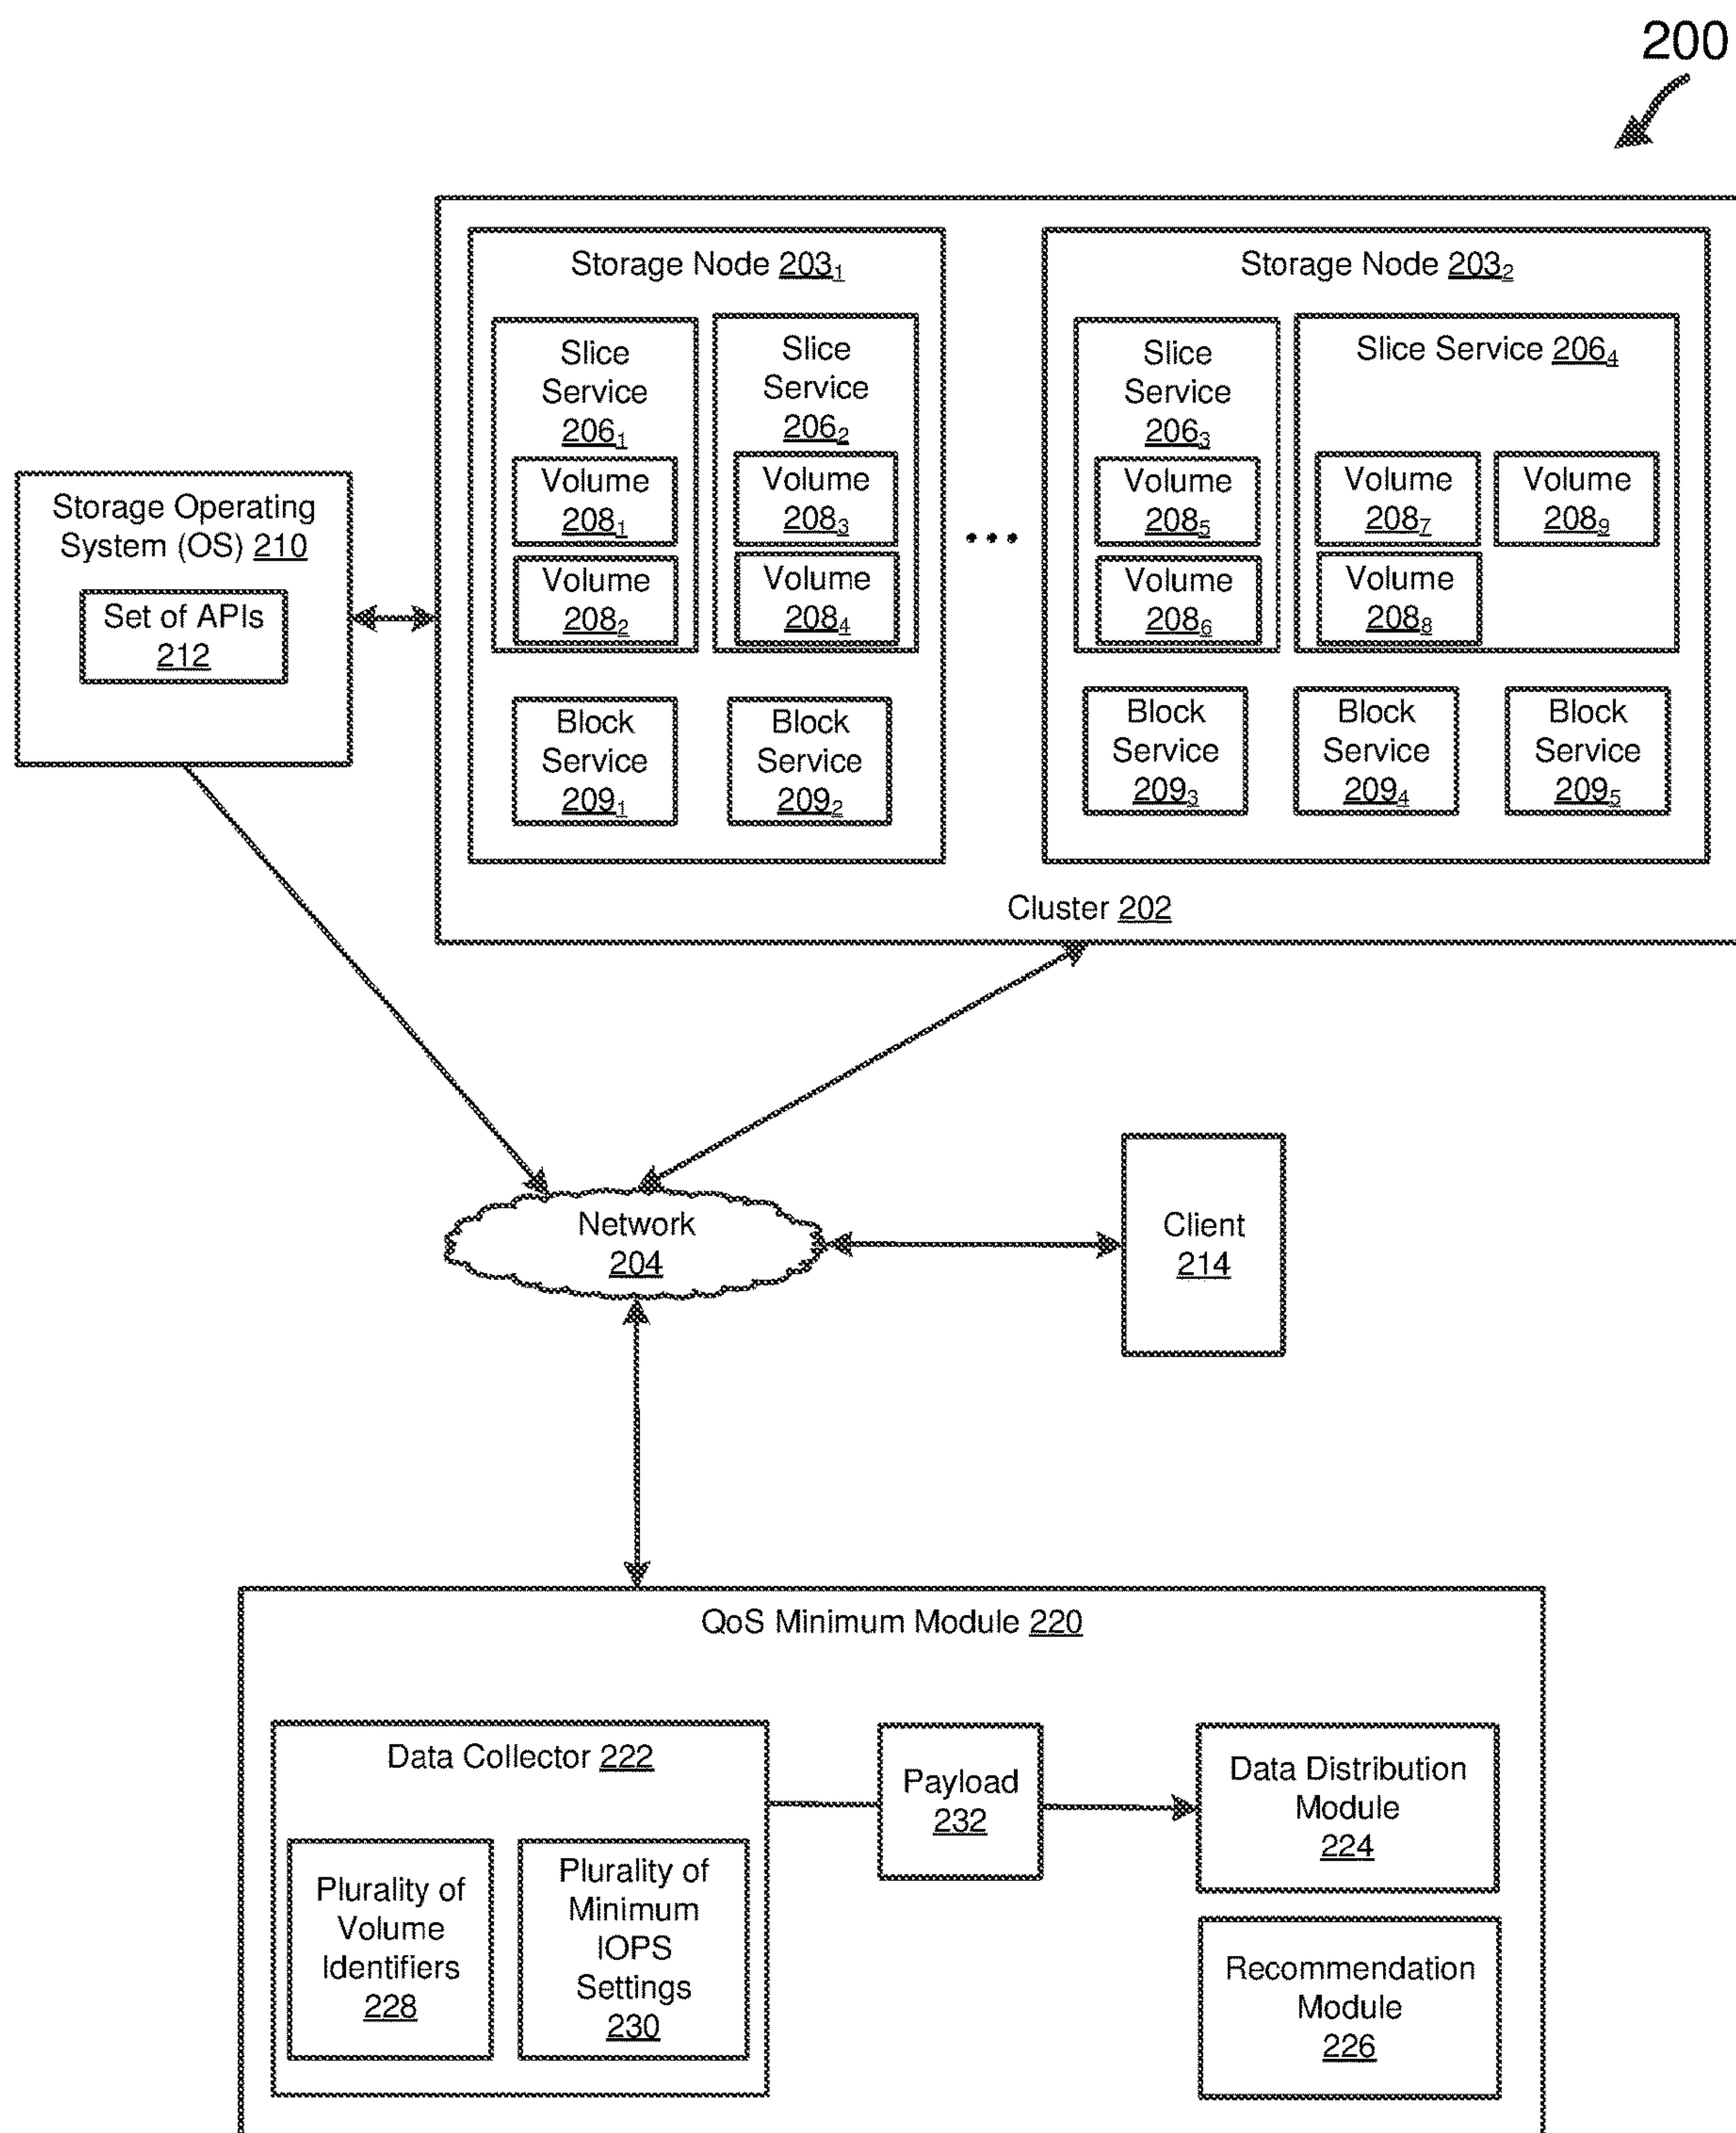 200
Storage Node 203₁
Slice
Service
206₁
Volume
208₁
Volume
208₂
Slice
Service
206₂
Volume
208₃
Volume
208₄
Block
Service
209₁
Block
Service
209₂
...
Storage Node 203₂
Slice
Service
206₃
Volume
208₅
Volume
208₆
Slice Service 206₄
Volume
208₇
Volume
208₈
Volume
208₉
Block
Service
209₃
Block
Service
209₄
Block
Service
209₅
Cluster 202
Storage Operating
System (OS) 210
Set of APIs
212
Network
204
Client
214
QoS Minimum Module 220
Data Collector 222
Plurality of
Volume
Identifiers
228
Plurality of
Minimum
IOPS
Settings
230
Payload
232
Data Distribution
Module
224
Recommendation
Module
226